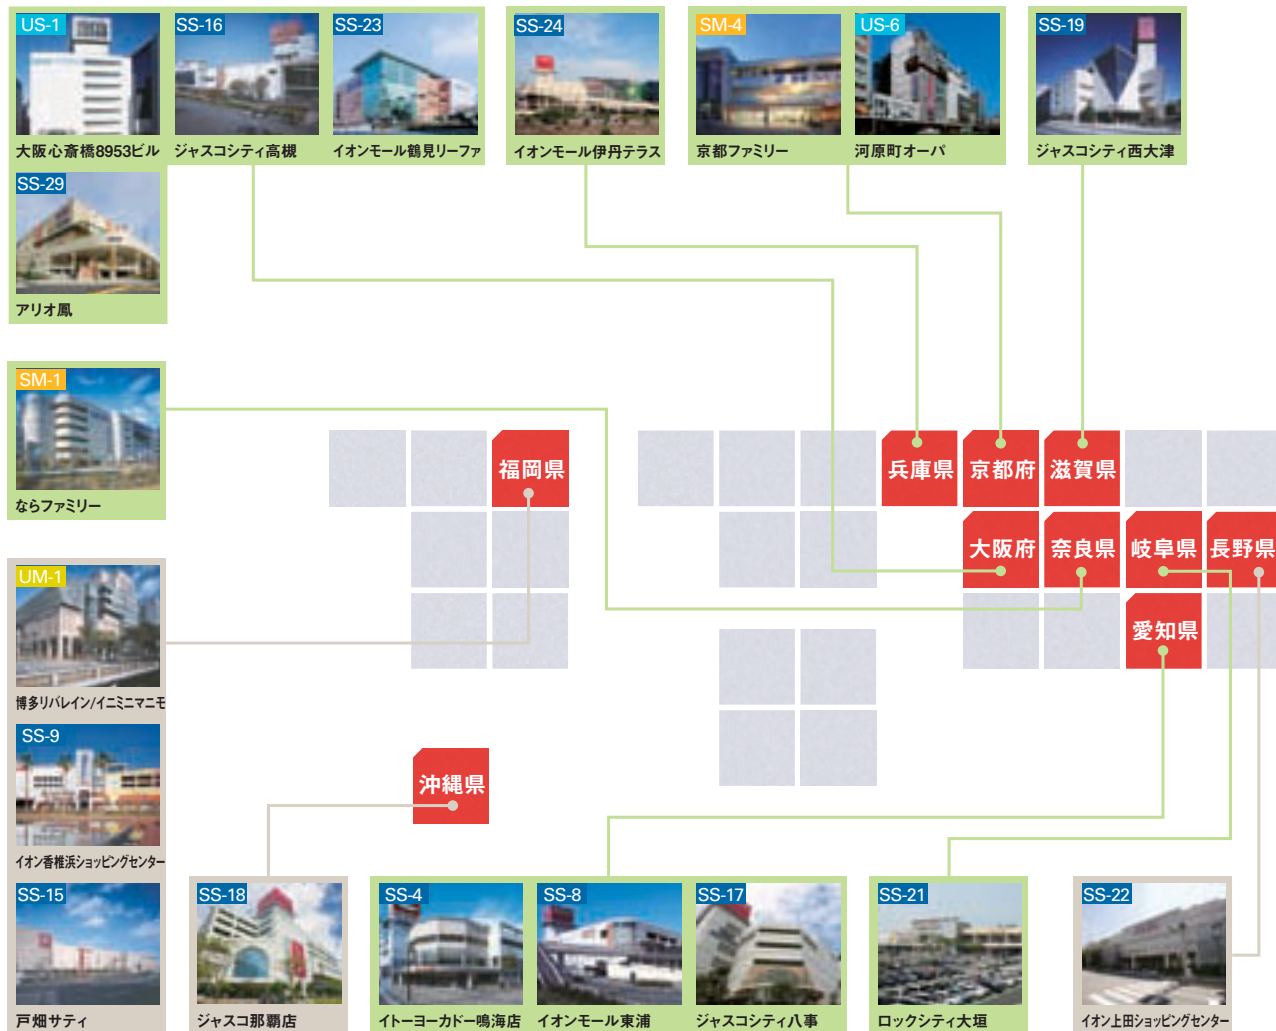 US-1
大阪心斎橋8953ビル
SS-16
ジャスコシティ高槻
SS-23
イオンモール鶴見リーファ
SS-29
アリオ鳳
SS-24
イオンモール伊丹テラス
SM-4
京都ファミリー
US-6
河原町オーパ
SS-19
ジャスコシティ西大津
SM-1
ならファミリー
福岡県
兵庫県
京都府
滋賀県
大阪府
奈良県
岐阜県
長野県
愛知県
沖縄県
UM-1
博多リバレイン/イニミニマニモ
SS-9
イオン香椎浜ショッピングセンター
SS-15
戸畑サティ
SS-18
ジャスコ那覇店
SS-4
イトーヨーカドー鳴海店
SS-8
イオンモール東浦
SS-17
ジャスコシティ八事
SS-21
ロックシティ大垣
SS-22
イオン上田ショッピングセンター